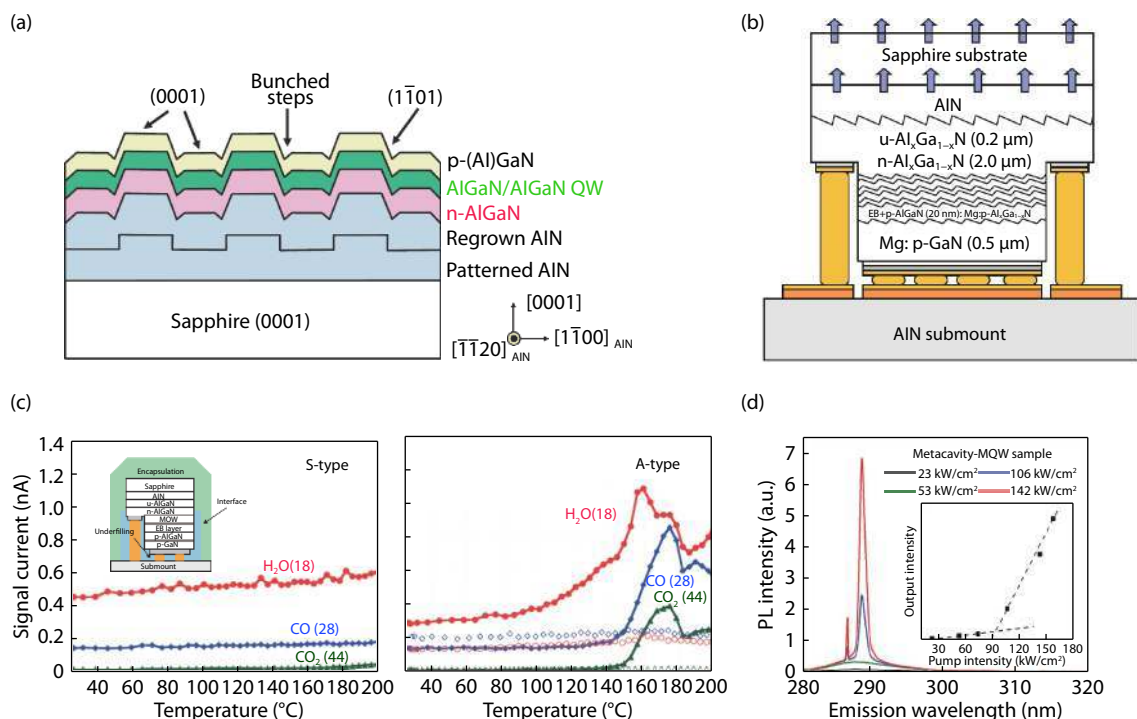 (a)
(0001)
Bunched
steps
(11̄01)
p-(Al)GaN
AlGaN/AlGaN QW
n-AlGaN
Regrown AlN
Patterned AlN
Sapphire (0001)
[0001]
[1̄1̄20] AlN
[11̄00] AlN
(b)
Sapphire substrate
AlN
u-AlxGa1−xN (0.2 μm)
n-AlxGa1−xN (2.0 μm)
EB+p-AlGaN (20 nm): Mg:p-AlxGa1−xN
Mg: p-GaN (0.5 μm)
AlN submount
(c)
Signal current (nA)
1.4
1.2
1.0
0.8
0.6
0.4
0.2
0
S-type
Encapsulation
Sapphire
AlN
u-AlGaN
n-AlGaN
MOW
EB layer
p-AlGaN
p-GaN
Interface
Underfilling
Submount
H2O(18)
CO (28)
CO2 (44)
40 60 80 100 120 140 160 200
Temperature (°C)
A-type
H2O(18)
CO (28)
CO2 (44)
40 60 80 100 120 140 160 180 200
Temperature (°C)
(d)
PL intensity (a.u.)
7
6
5
4
3
2
1
0
Metacavity-MQW sample
23 kW/cm2
106 kW/cm2
53 kW/cm2
142 kW/cm2
Output intensity
30 60 90 120 150 180
Pump intensity (kW/cm2)
280 290 300 310 320
Emission wavelength (nm)